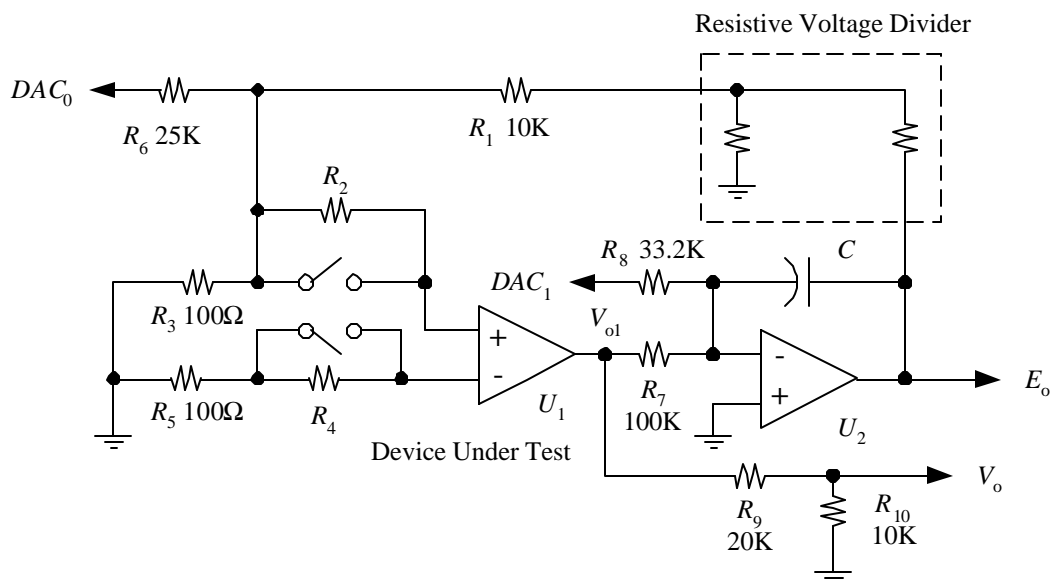 Resistive Voltage Divider
DAC0
R6 25K
R1 10K
R2
R8 33.2K
C
DAC1
R3 100Ω
Vo1
+
-
-
+
R5 100Ω
R4
U1
R7
100K
U2
Eo
Device Under Test
Vo
R9
20K
R10
10K